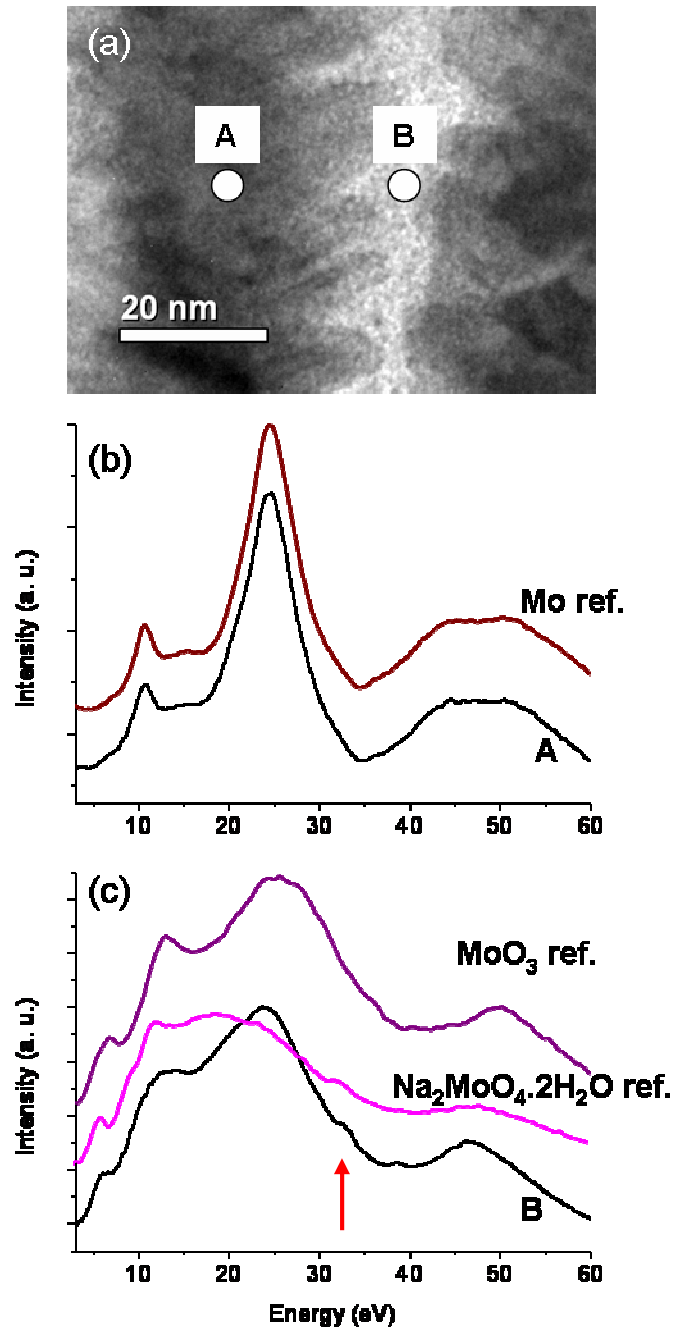 (a)
A
B
20 nm
(b)
Intensity (a. u.)
Mo ref.
A
10 20 30 40 50 60
(c)
Intensity (a. u.)
MoO₃ ref.
Na₂MoO₄.2H₂O ref.
B
10 20 30 40 50 60
Energy (eV)